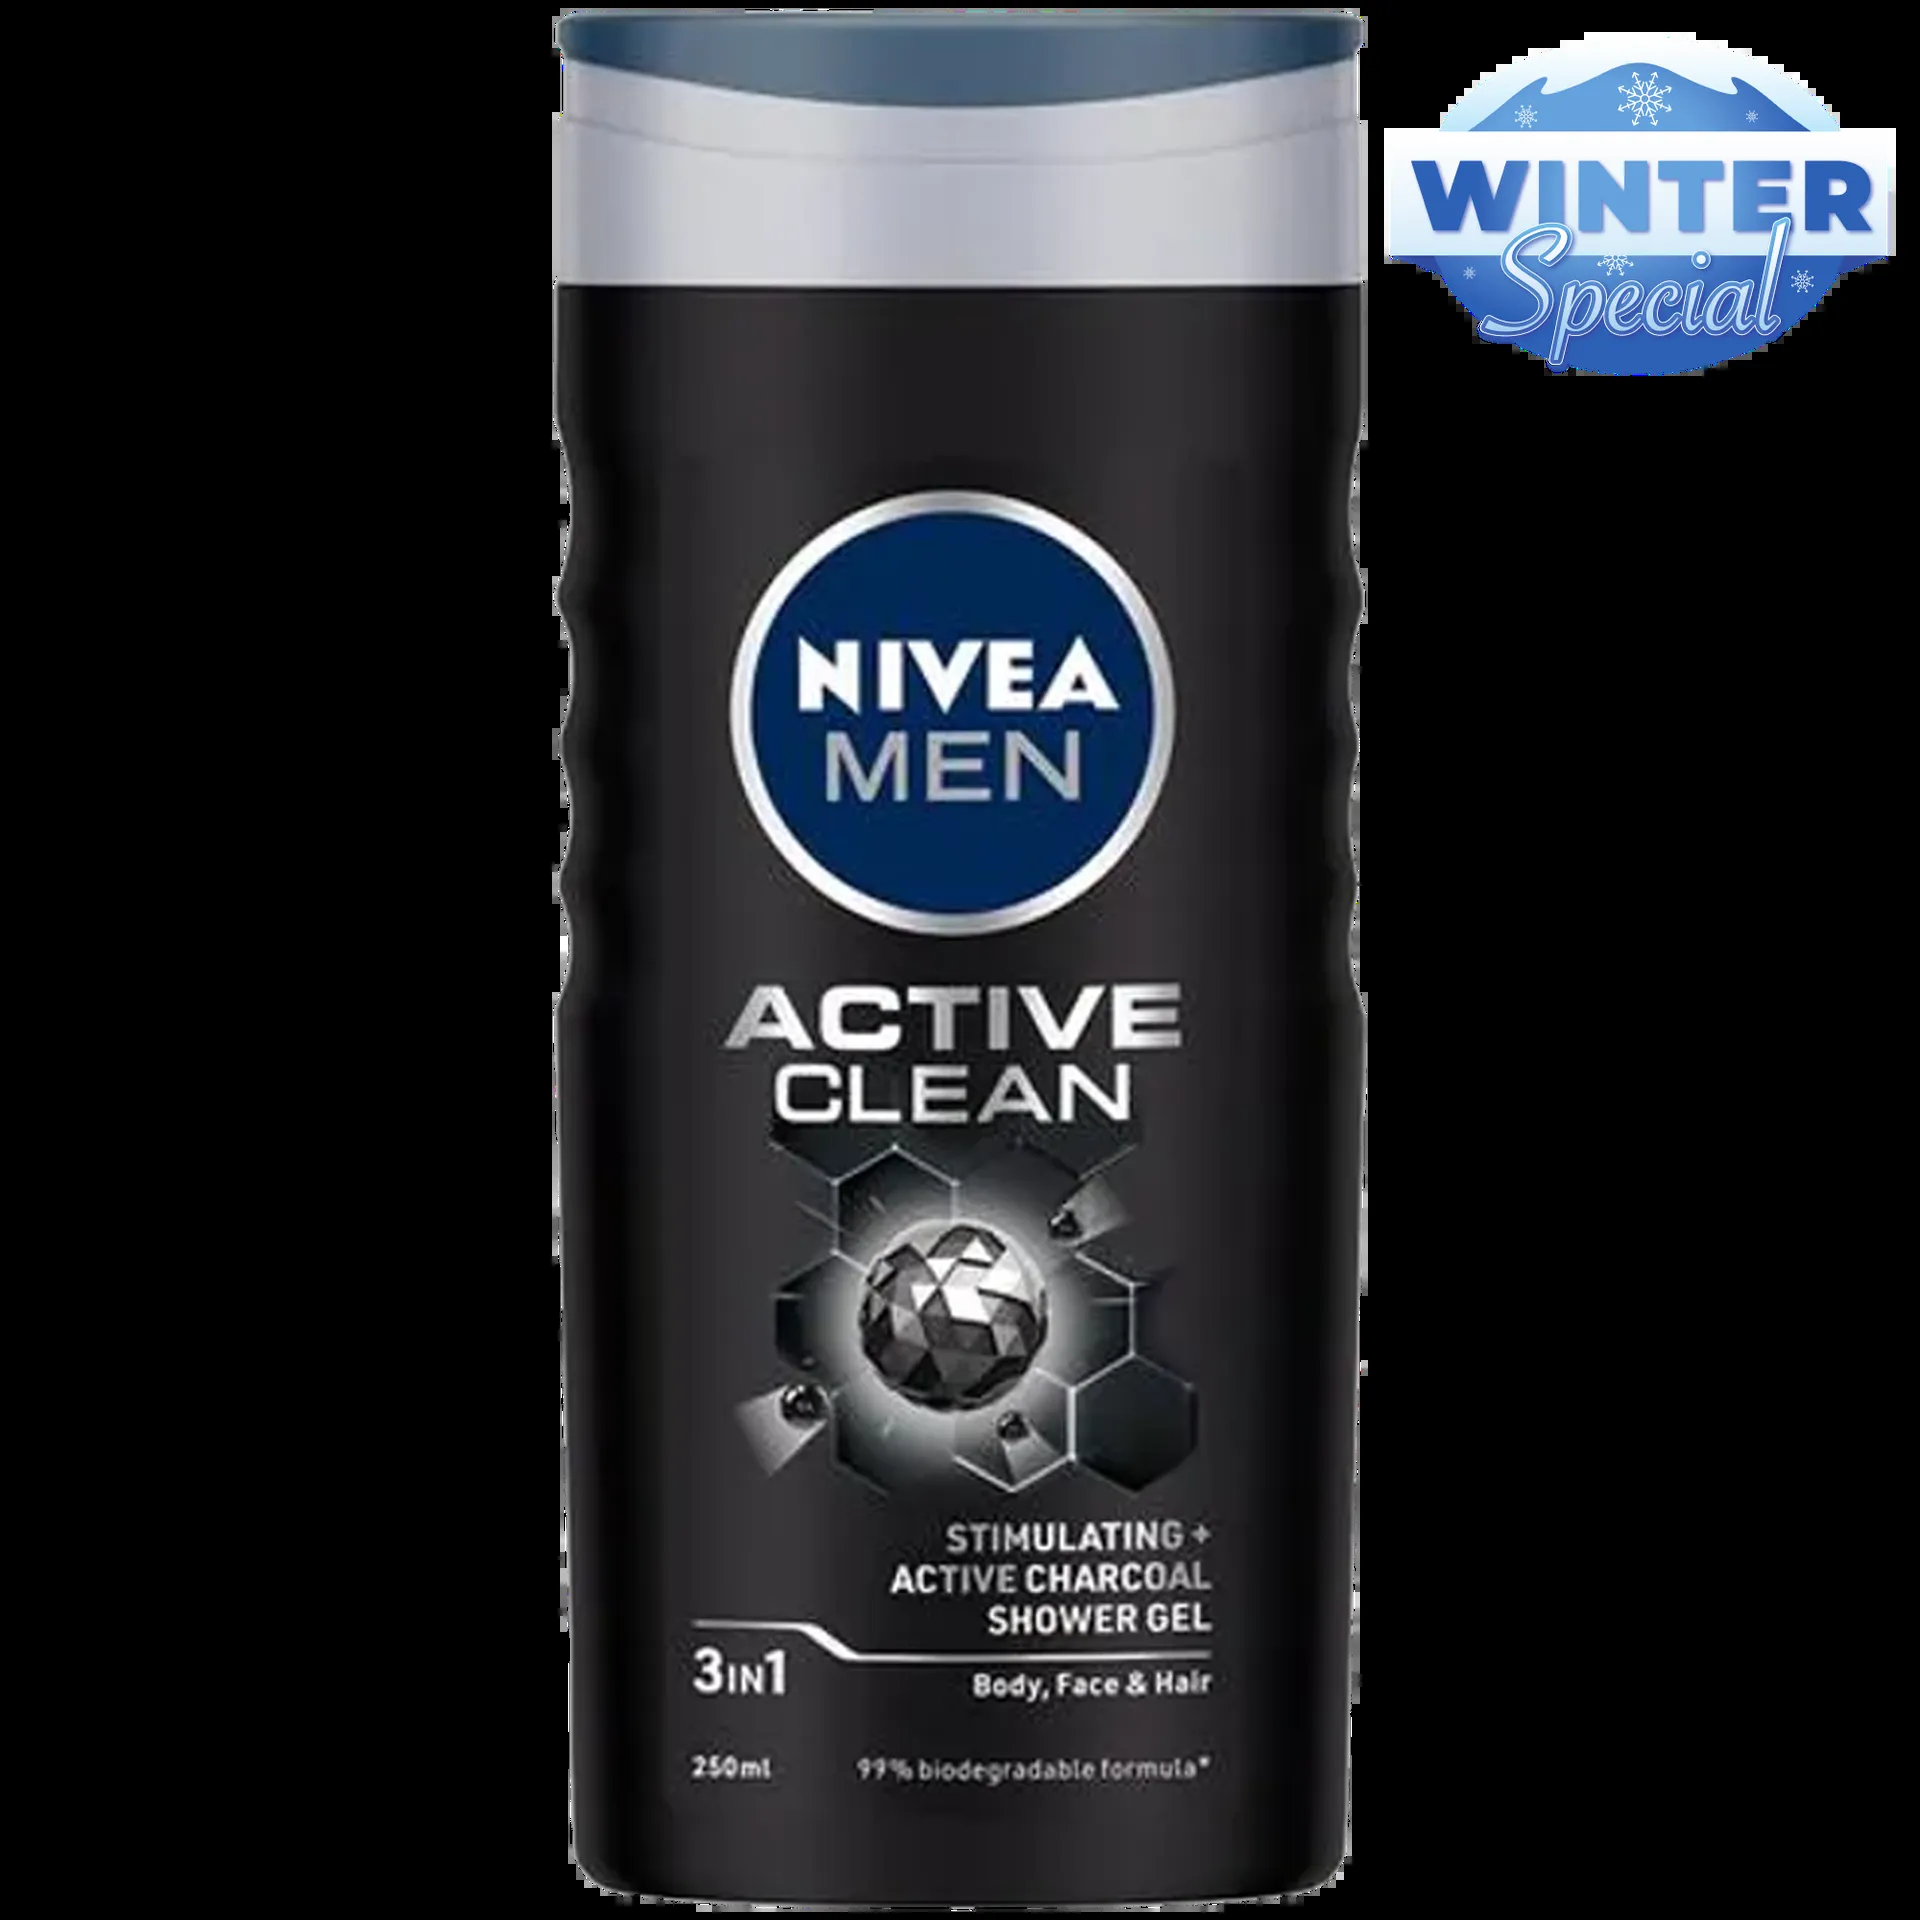 WINTER
Special
NIVEA
MEN
ACTIVE
CLEAN
STIMULATING +
ACTIVE CHARCOAL
SHOWER GEL
3IN1
Body, Face & Hair
250ml
99% biodegradable formula*